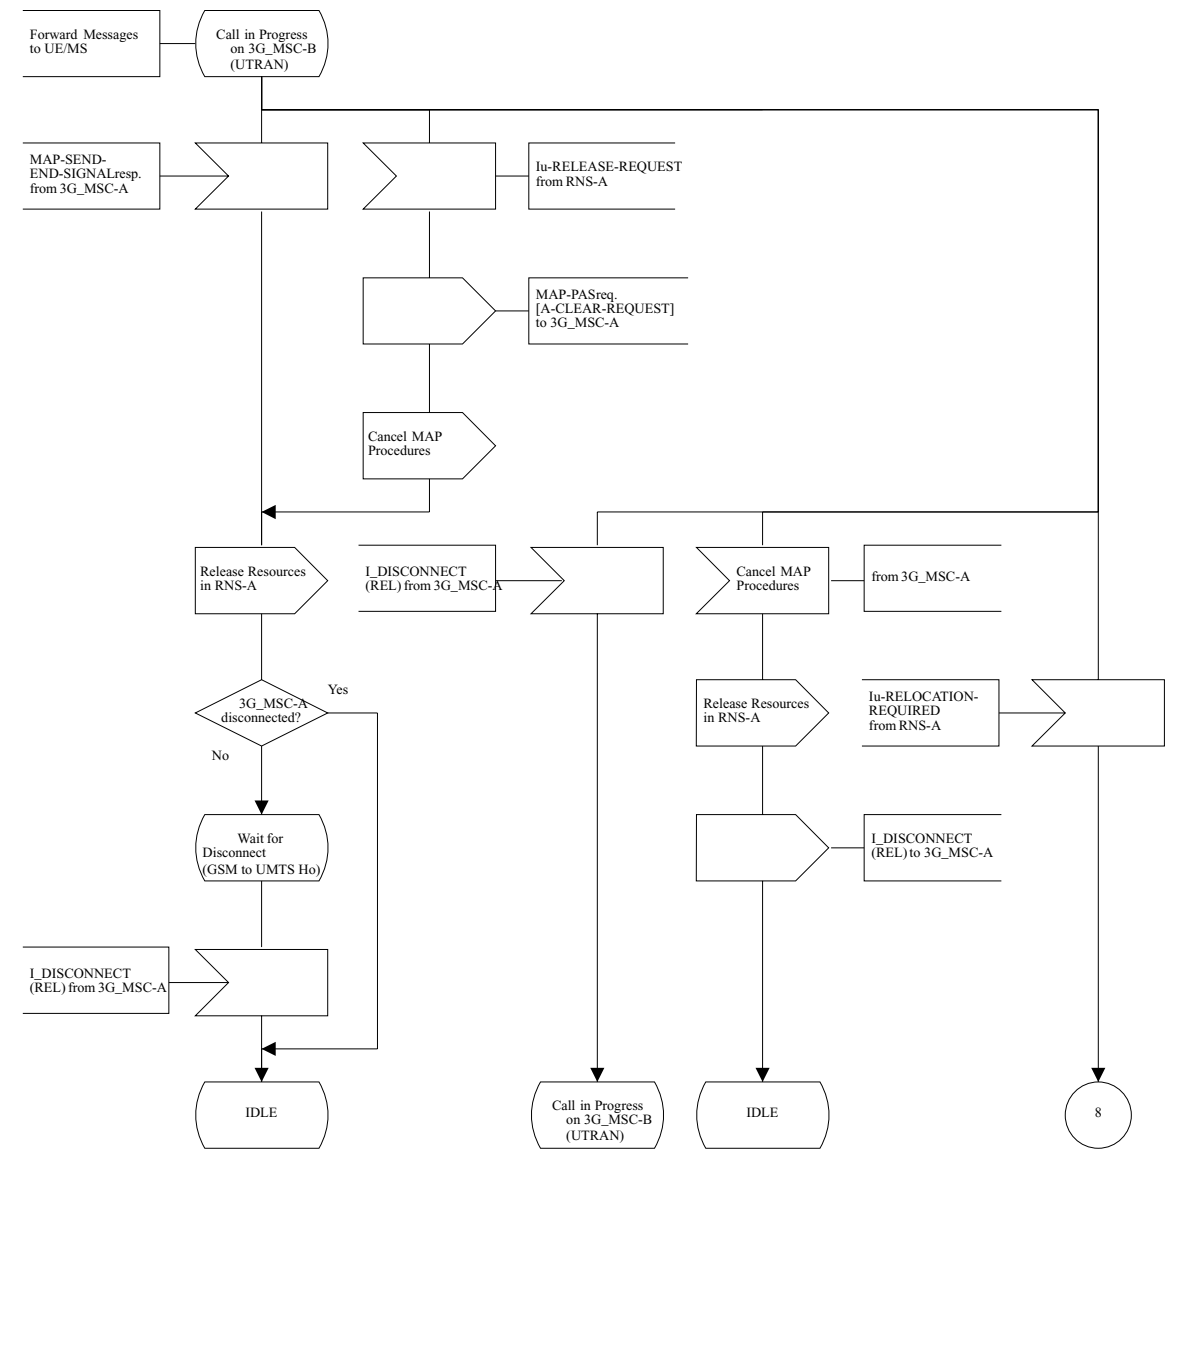 Forward Messages
to UE/MS
Call in Progress
on 3G_MSC-B
(UTRAN)
MAP-SEND-
END-SIGNALresp.
from 3G_MSC-A
Iu-RELEASE-REQUEST
from RNS-A
MAP-PASreq.
[A-CLEAR-REQUEST]
to 3G_MSC-A
Cancel MAP
Procedures
Release Resources
in RNS-A
I_DISCONNECT
(REL) from 3G_MSC-A
Cancel MAP
Procedures
from 3G_MSC-A
3G_MSC-A
disconnected?
Yes
No
Release Resources
in RNS-A
Iu-RELOCATION-
REQUIRED
from RNS-A
Wait for
Disconnect
(GSM to UMTS Ho)
I_DISCONNECT
(REL) to 3G_MSC-A
I_DISCONNECT
(REL) from 3G_MSC-A
IDLE
Call in Progress
on 3G_MSC-B
(UTRAN)
IDLE
8